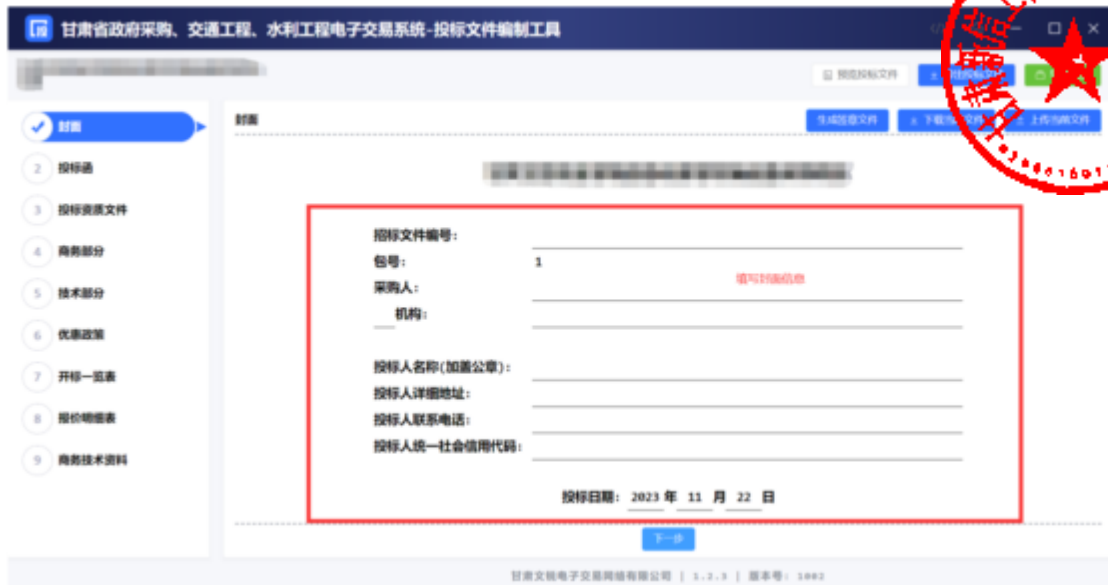 甘肃省政府采购、交通工程、水利工程电子交易系统-投标文件编制工具
预览投标文件
封面
封面
生成签章文件
上传当前文件
2 投标函
3 投标资质文件
4 商务部分
5 技术部分
6 优惠政策
7 开标一览表
8 报价明细表
9 商务技术资料
招标文件编号：
包号： 1
填写封面信息
采购人：
机构：
投标人名称(加盖公章)：
投标人详细地址：
投标人联系电话：
投标人统一社会信用代码：
投标日期： 2023 年 11 月 22 日
下一步
甘肃文锐电子交易网络有限公司 | 1.2.3 | 版本号: 1002